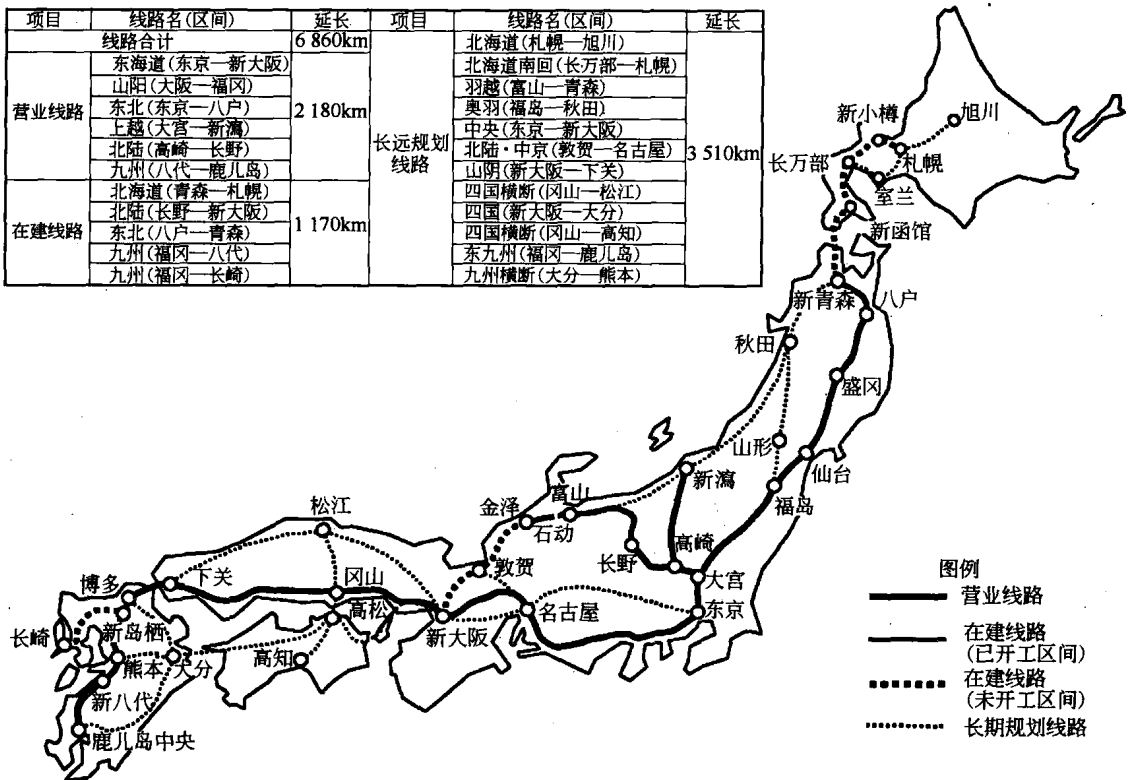 项目 线路名(区间) 延长 项目 线路名(区间) 延长
线路合计 6 860km
营业线路
东海道(东京—新大阪)
山阳(大阪—福冈)
东北(东京—八户)
上越(大宫—新瀉)
北陆(高崎—长野)
九州(八代—鹿儿岛)
2 180km
在建线路
北海道(青森—札幌)
北陆(长野—新大阪)
东北(八户—青森)
九州(福冈—八代)
九州(福冈—长崎)
1 170km
长远规划
线路
北海道(札幌—旭川)
北海道南回(长万部—札幌)
羽越(富山—青森)
奥羽(福岛—秋田)
中央(东京—新大阪)
北陆·中京(敦贺—名古屋)
山阴(新大阪—下关)
四国横断(冈山—松江)
四国(新大阪—大分)
四国横断(冈山—高知)
东九州(福冈—鹿儿岛)
九州横断(大分—熊本)
3 510km
新小樽
旭川
札幌
长万部
室兰
新函馆
新青森
八户
秋田
盛冈
山形
仙台
新瀉
福岛
富山
金泽
石动
松江
高崎
长野
敦贺
大宫
博多
下关
冈山
东京
名古屋
高松
新大阪
新鸟栖
长崎
高知
熊本
大分
新八代
鹿儿岛中央
图例
营业线路
在建线路
(已开工区间)
在建线路
(未开工区间)
长期规划线路